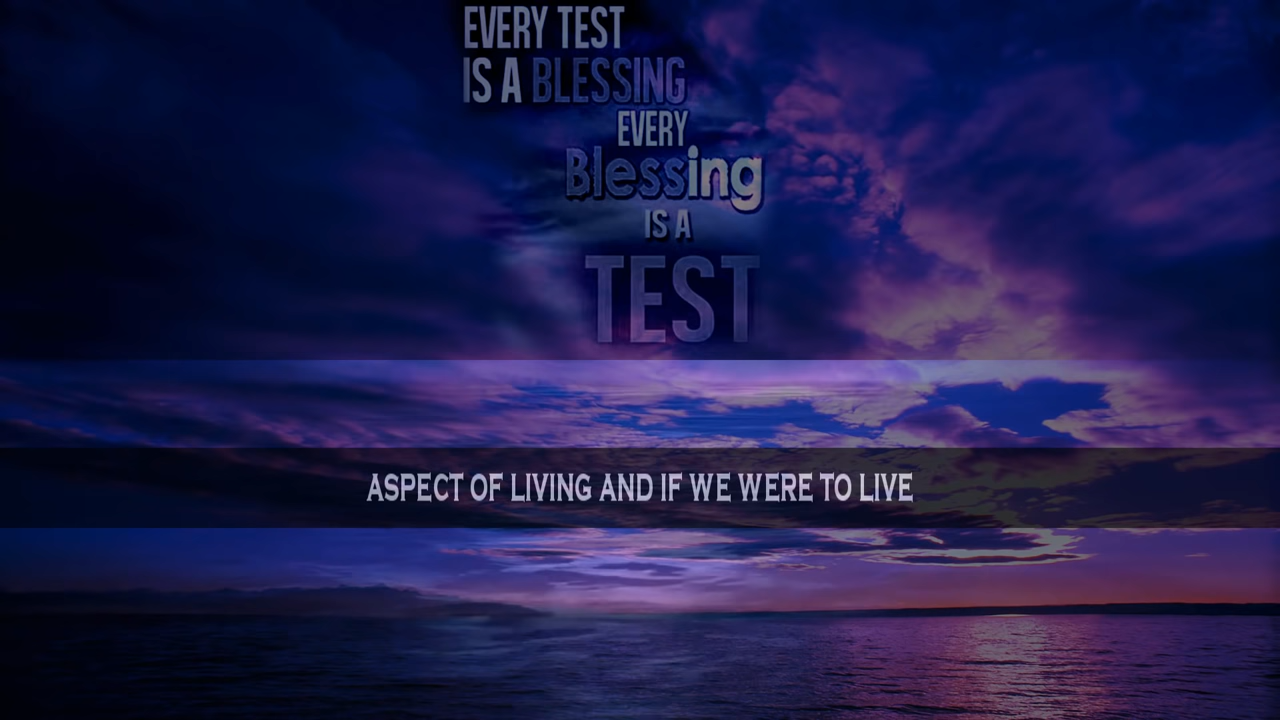 EVERY TEST
IS A BLESSING
EVERY
Blessing
IS A
TEST
ASPECT OF LIVING AND IF WE WERE TO LIVE